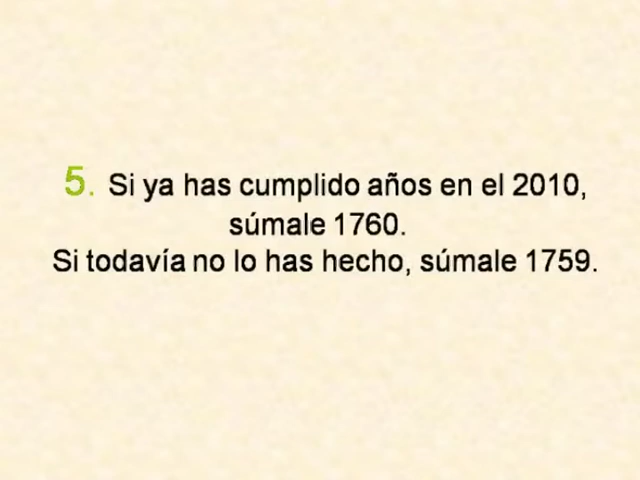 5. Si ya has cumplido años en el 2010,
súmale 1760.
Si todavía no lo has hecho, súmale 1759.